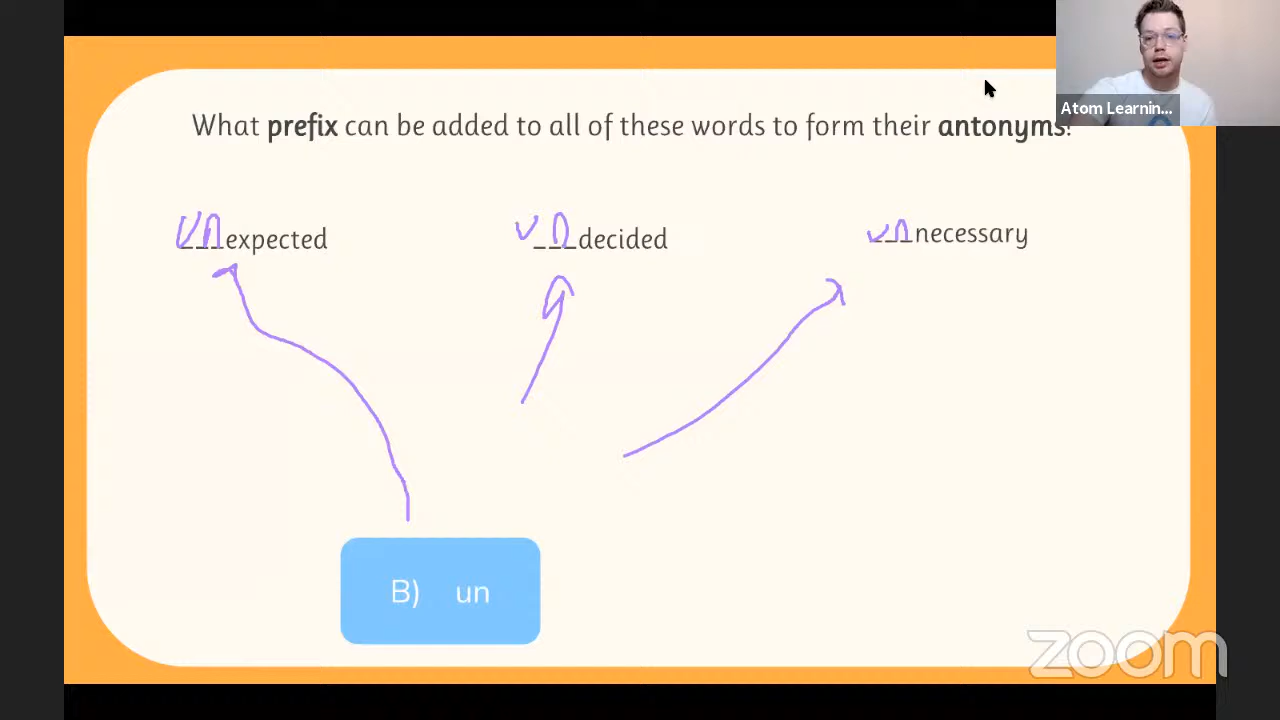 What prefix can be added to all of these words to form their antonyms?
Atom Learnin...
un___expected un___decided un___necessary
B) un
zoom